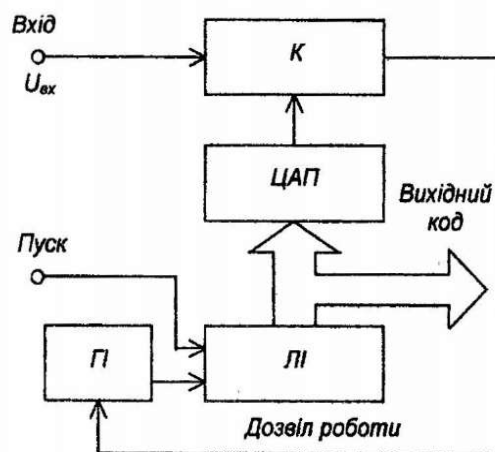 Вхід
К
Uвх
ЦАП
Вихідний
код
Пуск
ГІ
ЛІ
Дозвіл роботи